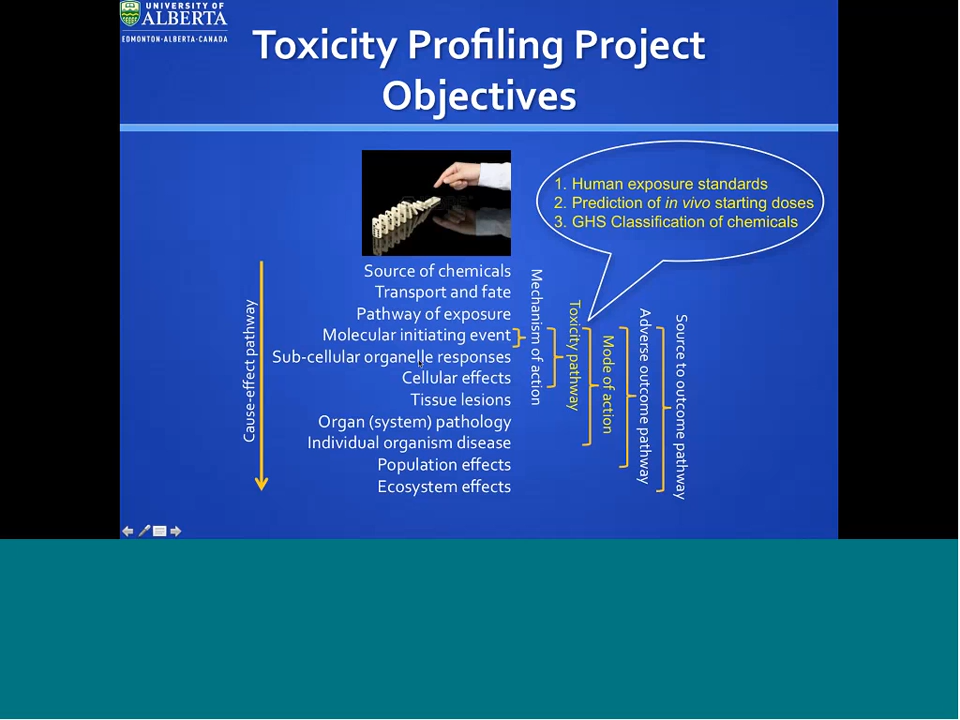 UNIVERSITY OF
ALBERTA
EDMONTON·ALBERTA·CANADA
Toxicity Profiling Project
Objectives
1. Human exposure standards
2. Prediction of in vivo starting doses
3. GHS Classification of chemicals
Cause-effect pathway
Source of chemicals
Transport and fate
Pathway of exposure
Molecular initiating event
Sub-cellular organelle responses
Cellular effects
Tissue lesions
Organ (system) pathology
Individual organism disease
Population effects
Ecosystem effects
Mechanism of action
Toxicity pathway
Mode of action
Adverse outcome pathway
Source to outcome pathway